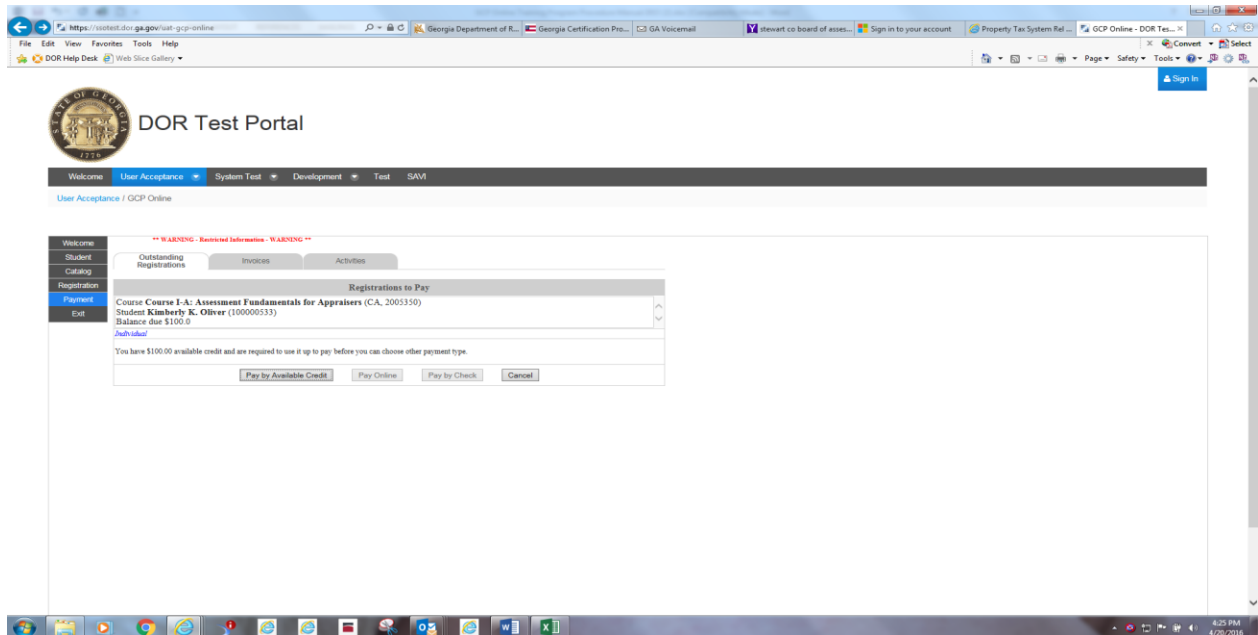 https://ssotest.dor.ga.gov/uat-gcp-online
Georgia Department of R...
Georgia Certification Pro...
GA Voicemail
stewart co board of asses...
Sign in to your account
Property Tax System Rel ...
GCP Online - DOR Tes...
File Edit View Favorites Tools Help
Convert
Select
DOR Help Desk
Web Slice Gallery
Page Safety Tools
Sign In
STATE OF GEORGIA
1776
DOR Test Portal
Welcome User Acceptance System Test Development Test SAVI
User Acceptance / GCP Online
Welcome
Student
Catalog
Registration
Payment
Exit
** WARNING - Restricted Information - WARNING **
Outstanding Registrations
Invoices
Activities
Registrations to Pay
Course Course I-A: Assessment Fundamentals for Appraisers (CA, 2005350)
Student Kimberly K. Oliver (100000533)
Balance due $100.0
Individual
You have $100.00 available credit and are required to use it up to pay before you can choose other payment type.
Pay by Available Credit Pay Online Pay by Check Cancel
4:25 PM
4/20/2016